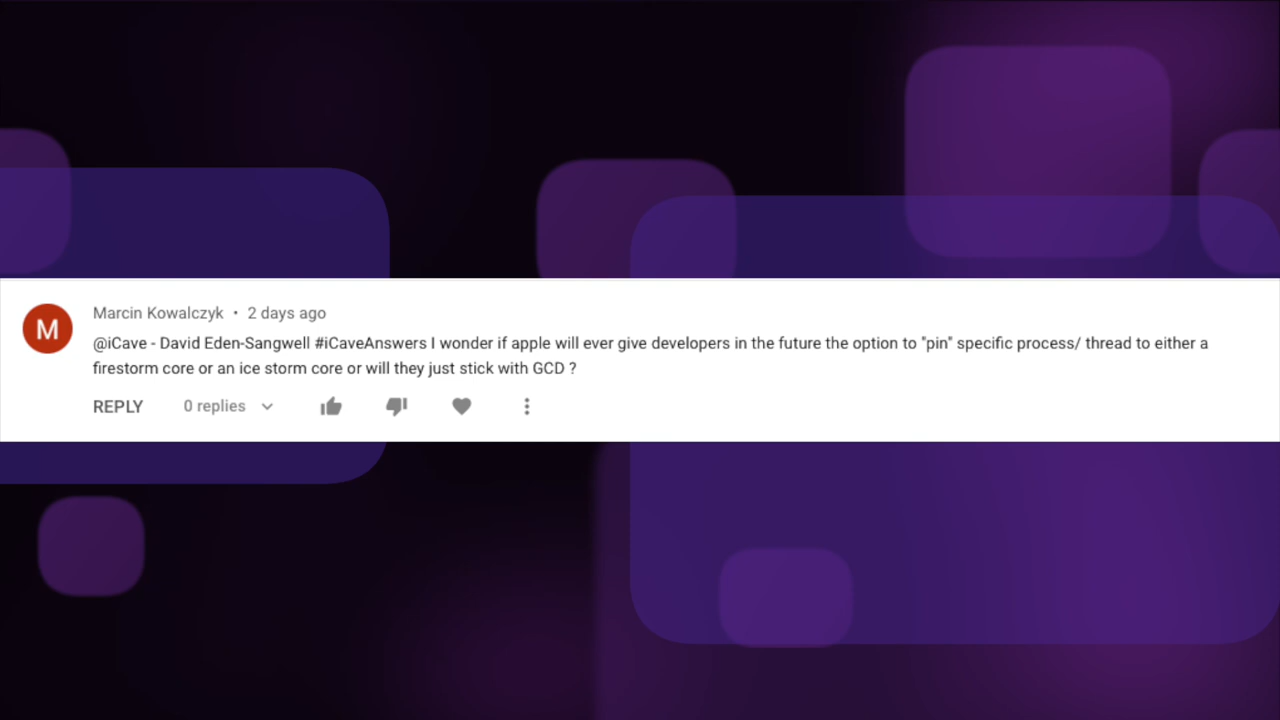 M
Marcin Kowalczyk • 2 days ago
@iCave - David Eden-Sangwell #iCaveAnswers I wonder if apple will ever give developers in the future the option to "pin" specific process/ thread to either a
firestorm core or an ice storm core or will they just stick with GCD ?
REPLY 0 replies